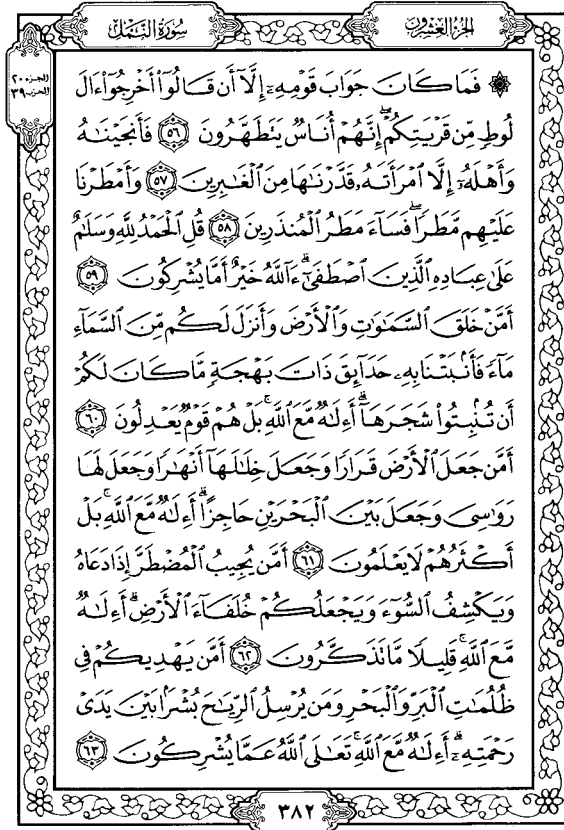 الجزء العشرون
سورة النمل
الجزء ٢٠
الحزب ٣٩
۞ فَمَا كَانَ جَوَابَ قَوْمِهِۦٓ إِلَّآ أَن قَالُوٓا۟ أَخْرِجُوٓا۟ ءَالَ
لُوطٍ مِّن قَرْيَتِكُمْ ۖ إِنَّهُمْ أُنَاسٌ يَتَطَهَّرُونَ ٥٦ فَأَنجَيْنَـٰهُ
وَأَهْلَهُۥٓ إِلَّا ٱمْرَأَتَهُۥ قَدَّرْنَـٰهَا مِنَ ٱلْغَـٰبِرِينَ ٥٧ وَأَمْطَرْنَا
عَلَيْهِم مَّطَرًا ۖ فَسَآءَ مَطَرُ ٱلْمُنذَرِينَ ٥٨ قُلِ ٱلْحَمْدُ لِلَّهِ وَسَلَـٰمٌ
عَلَىٰ عِبَادِهِ ٱلَّذِينَ ٱصْطَفَىٰٓ ۗ ءَآللَّهُ خَيْرٌ أَمَّا يُشْرِكُونَ ٥٩
أَمَّنْ خَلَقَ ٱلسَّمَـٰوَٰتِ وَٱلْأَرْضَ وَأَنزَلَ لَكُم مِّنَ ٱلسَّمَآءِ
مَآءً فَأَنۢبَتْنَا بِهِۦ حَدَآئِقَ ذَاتَ بَهْجَةٍ مَّا كَانَ لَكُمْ
أَن تُنۢبِتُوا۟ شَجَرَهَآ ۗ أَءِلَـٰهٌ مَّعَ ٱللَّهِ ۚ بَلْ هُمْ قَوْمٌ يَعْدِلُونَ ٦٠
أَمَّن جَعَلَ ٱلْأَرْضَ قَرَارًا وَجَعَلَ خِلَـٰلَهَآ أَنْهَـٰرًا وَجَعَلَ لَهَا
رَوَٰسِىَ وَجَعَلَ بَيْنَ ٱلْبَحْرَيْنِ حَاجِزًا ۗ أَءِلَـٰهٌ مَّعَ ٱللَّهِ ۚ بَلْ
أَكْثَرُهُمْ لَا يَعْلَمُونَ ٦١ أَمَّن يُجِيبُ ٱلْمُضْطَرَّ إِذَا دَعَاهُ
وَيَكْشِفُ ٱلسُّوٓءَ وَيَجْعَلُكُمْ خُلَفَآءَ ٱلْأَرْضِ ۗ أَءِلَـٰهٌ
مَّعَ ٱللَّهِ ۚ قَلِيلًا مَّا تَذَكَّرُونَ ٦٢ أَمَّن يَهْدِيكُمْ فِى
ظُلُمَـٰتِ ٱلْبَرِّ وَٱلْبَحْرِ وَمَن يُرْسِلُ ٱلرِّيَـٰحَ بُشْرًۢا بَيْنَ يَدَىْ
رَحْمَتِهِۦٓ ۗ أَءِلَـٰهٌ مَّعَ ٱللَّهِ ۚ تَعَـٰلَى ٱللَّهُ عَمَّا يُشْرِكُونَ ٦٣
٣٨٢